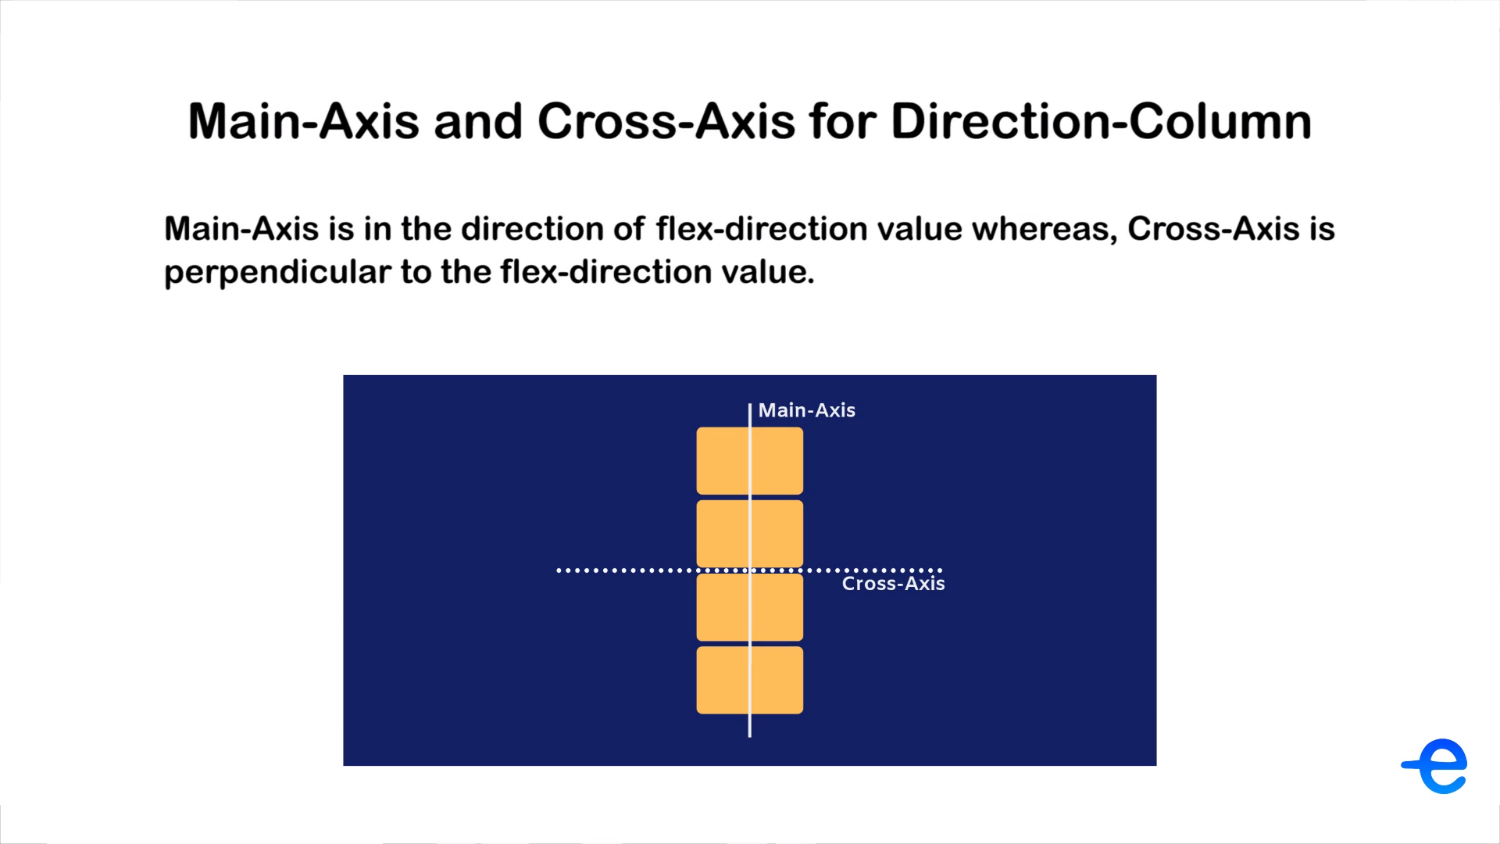 Main-Axis and Cross-Axis for Direction-Column
Main-Axis is in the direction of flex-direction value whereas, Cross-Axis is
perpendicular to the flex-direction value.
Main-Axis
Cross-Axis
e